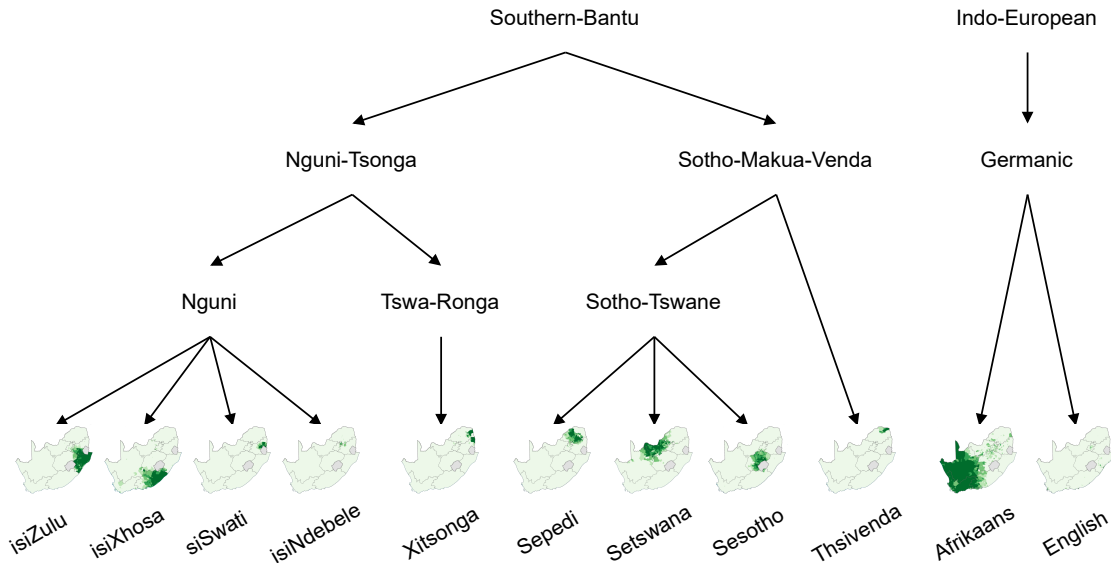 Southern-Bantu
Indo-European
Nguni-Tsonga
Sotho-Makua-Venda
Germanic
Nguni
Tswa-Ronga
Sotho-Tswane
isiZulu
isiXhosa
siSwati
isiNdebele
Xitsonga
Sepedi
Setswana
Sesotho
Thsivenda
Afrikaans
English